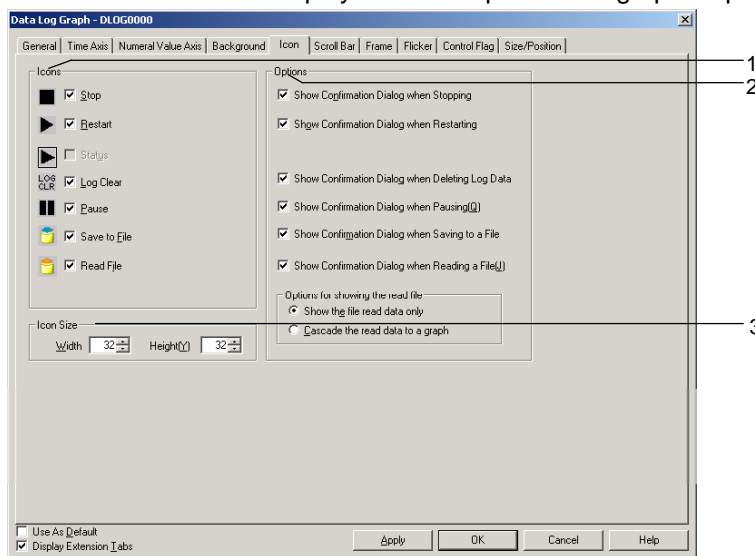 Data Log Graph - DLOG0000
General Time Axis Numeral Value Axis Background Icon Scroll Bar Frame Flicker Control Flag Size/Position
Icons
Stop
Restart
Status
LOG CLR Log Clear
Pause
Save to File
Read File
Icon Size
Width 32 Height(Y) 32
Options
Show Confirmation Dialog when Stopping
Show Confirmation Dialog when Restarting
Show Confirmation Dialog when Deleting Log Data
Show Confirmation Dialog when Pausing(Q)
Show Confirmation Dialog when Saving to a File
Show Confirmation Dialog when Reading a File(J)
Options for showing the read file
Show the file read data only
Cascade the read data to a graph
1
2
3
Use As Default
Display Extension Tabs
Apply OK Cancel Help